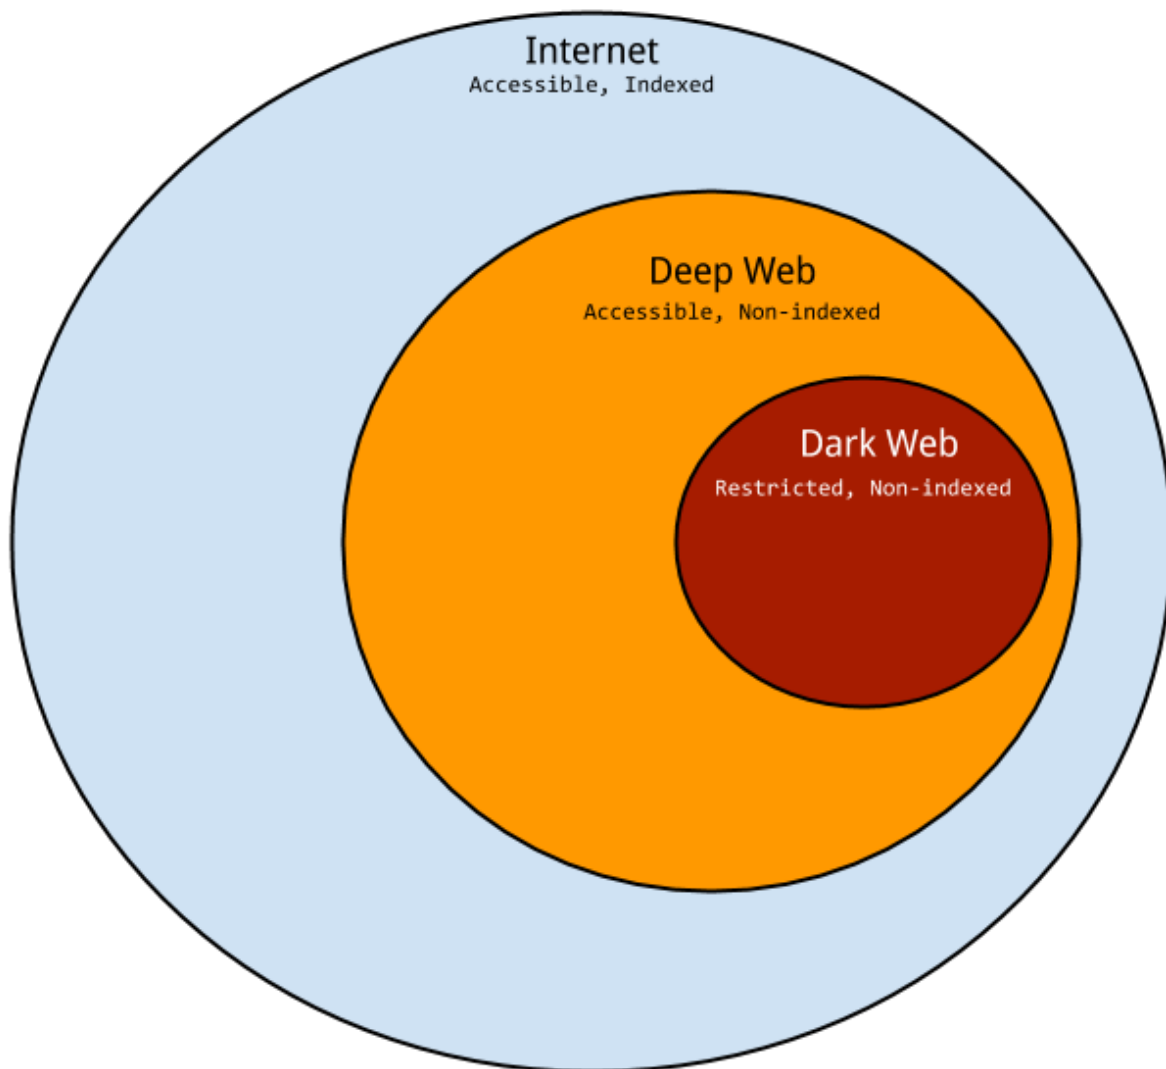 Internet
Accessible, Indexed
Deep Web
Accessible, Non-indexed
Dark Web
Restricted, Non-indexed